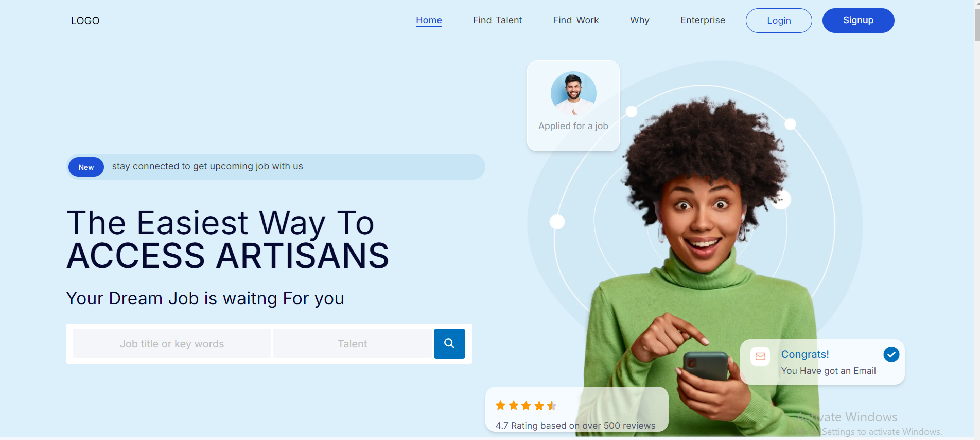 LOGO
Home
Find Talent
Find Work
Why
Enterprise
Login
Signup
Applied for a job
New
stay connected to get upcoming job with us
The Easiest Way To
ACCESS ARTISANS
Your Dream Job is waitng For you
Job title or key words
Talent
Congrats!
You Have got an Email
4.7 Rating based on over 500 reviews
Activate Windows
Settings to activate Windows.